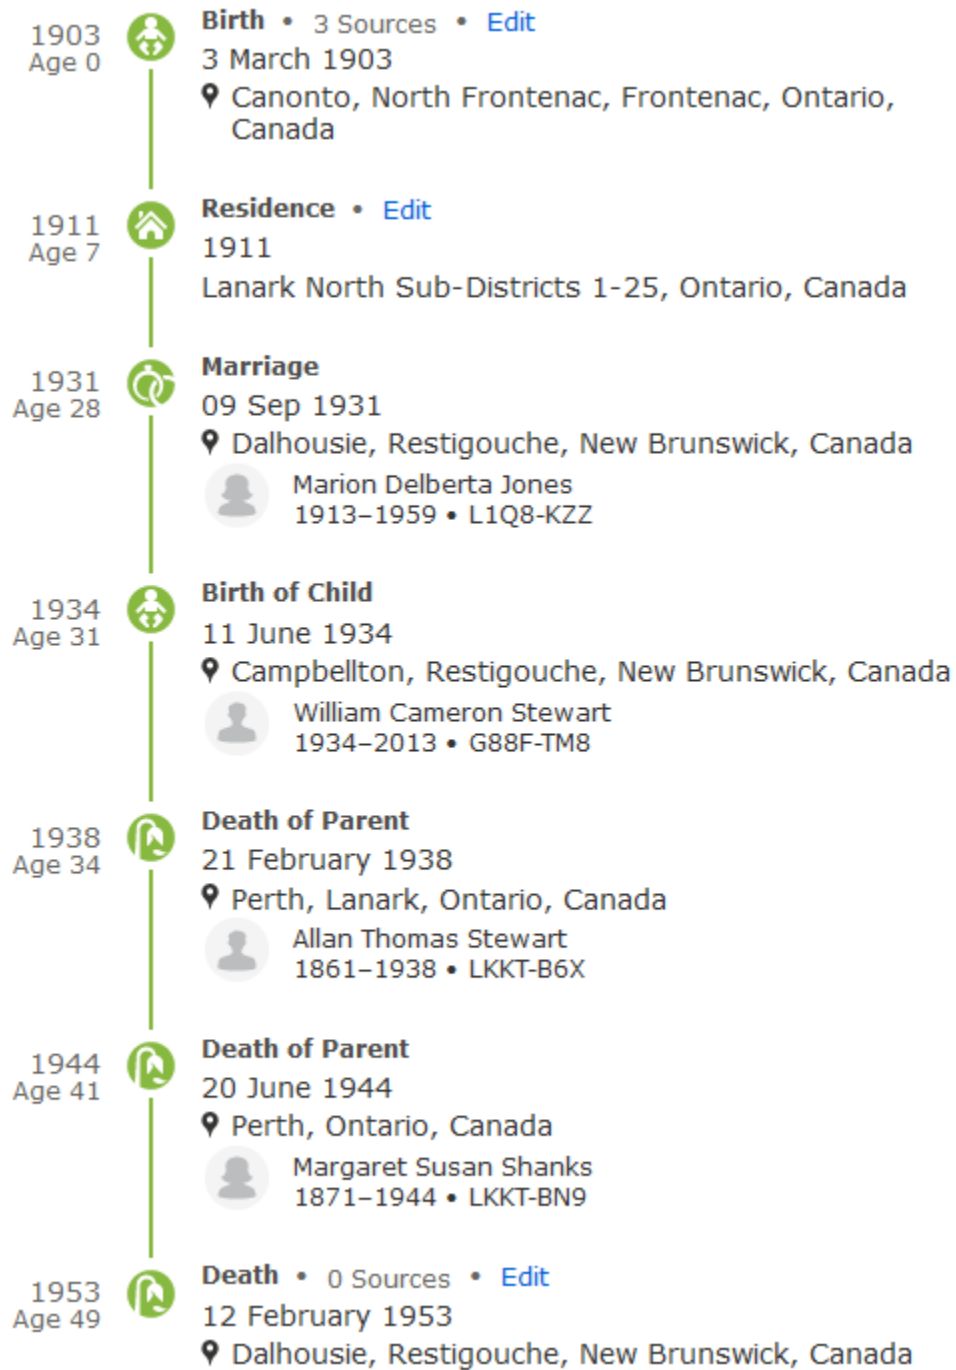 1903
Age 0
Birth • 3 Sources • Edit
3 March 1903
Canonto, North Frontenac, Frontenac, Ontario,
Canada
1911
Age 7
Residence • Edit
1911
Lanark North Sub-Districts 1-25, Ontario, Canada
1931
Age 28
Marriage
09 Sep 1931
Dalhousie, Restigouche, New Brunswick, Canada
Marion Delberta Jones
1913–1959 • L1Q8-KZZ
1934
Age 31
Birth of Child
11 June 1934
Campbellton, Restigouche, New Brunswick, Canada
William Cameron Stewart
1934–2013 • G88F-TM8
1938
Age 34
Death of Parent
21 February 1938
Perth, Lanark, Ontario, Canada
Allan Thomas Stewart
1861–1938 • LKKT-B6X
1944
Age 41
Death of Parent
20 June 1944
Perth, Ontario, Canada
Margaret Susan Shanks
1871–1944 • LKKT-BN9
1953
Age 49
Death • 0 Sources • Edit
12 February 1953
Dalhousie, Restigouche, New Brunswick, Canada